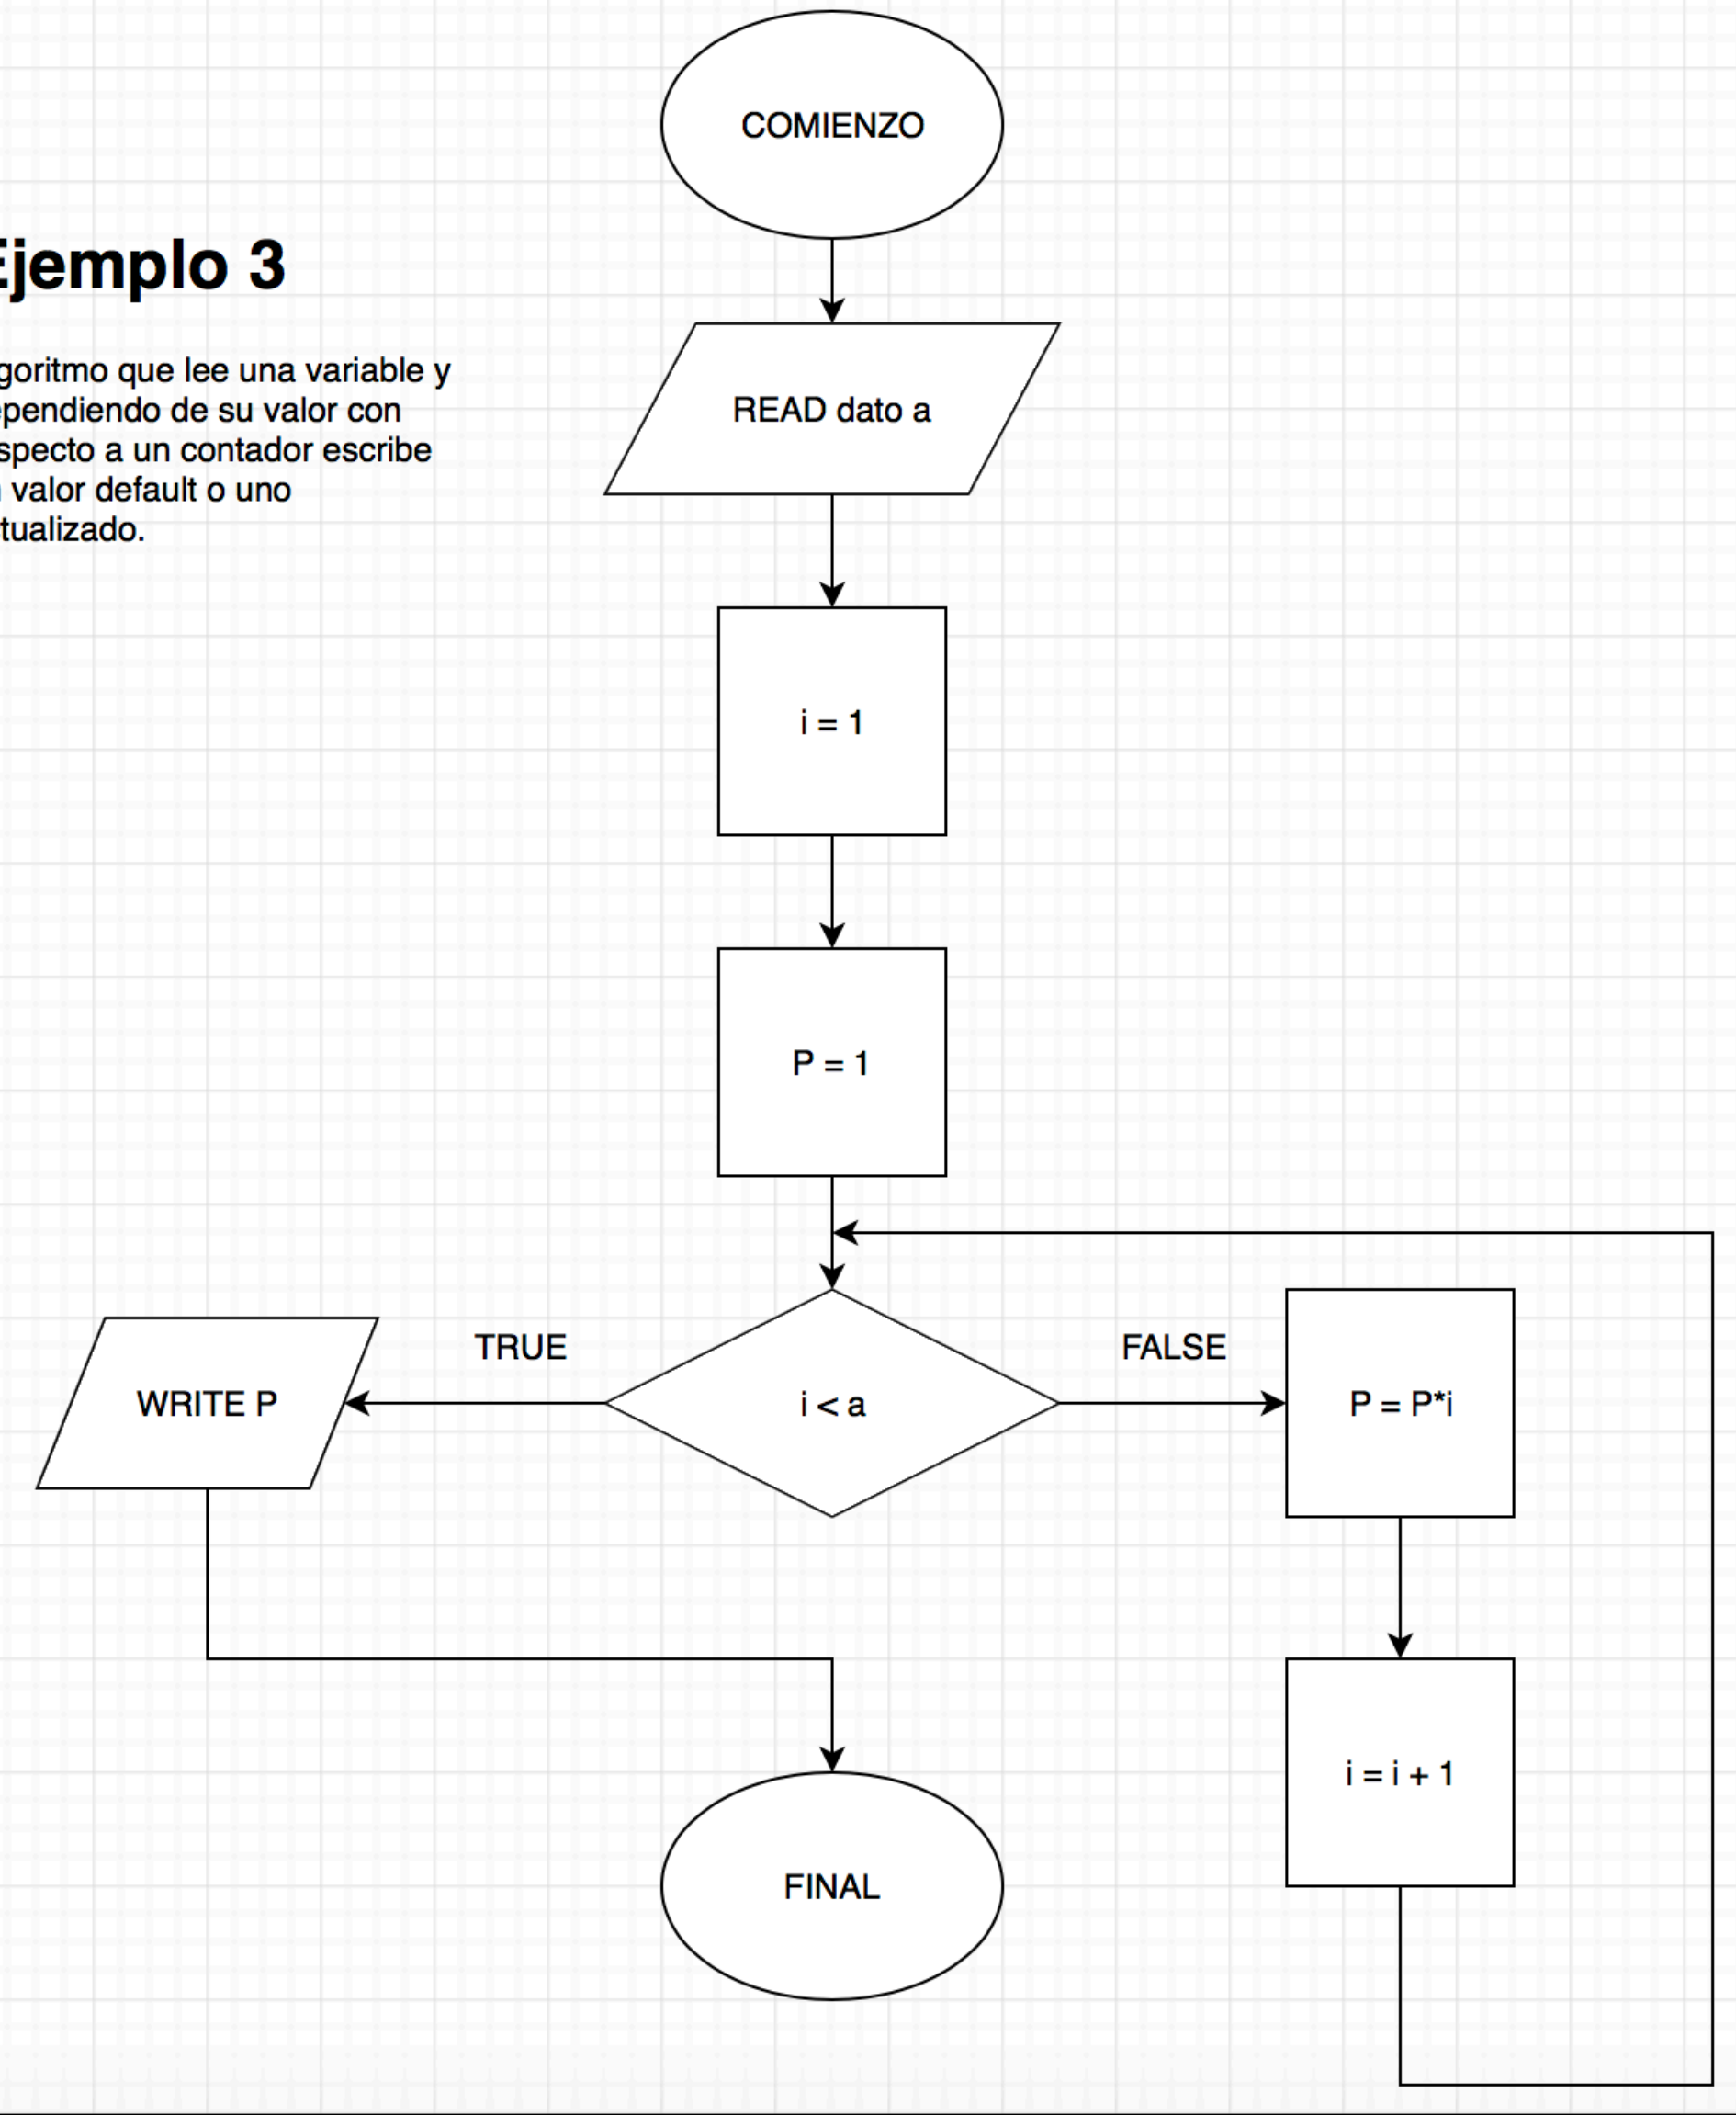 COMIENZO
Ejemplo 3
goritmo que lee una variable y
ependiendo de su valor con
specto a un contador escribe
valor default o uno
tualizado.
READ dato a
i = 1
P = 1
TRUE
FALSE
WRITE P
i < a
P = P*i
i = i + 1
FINAL